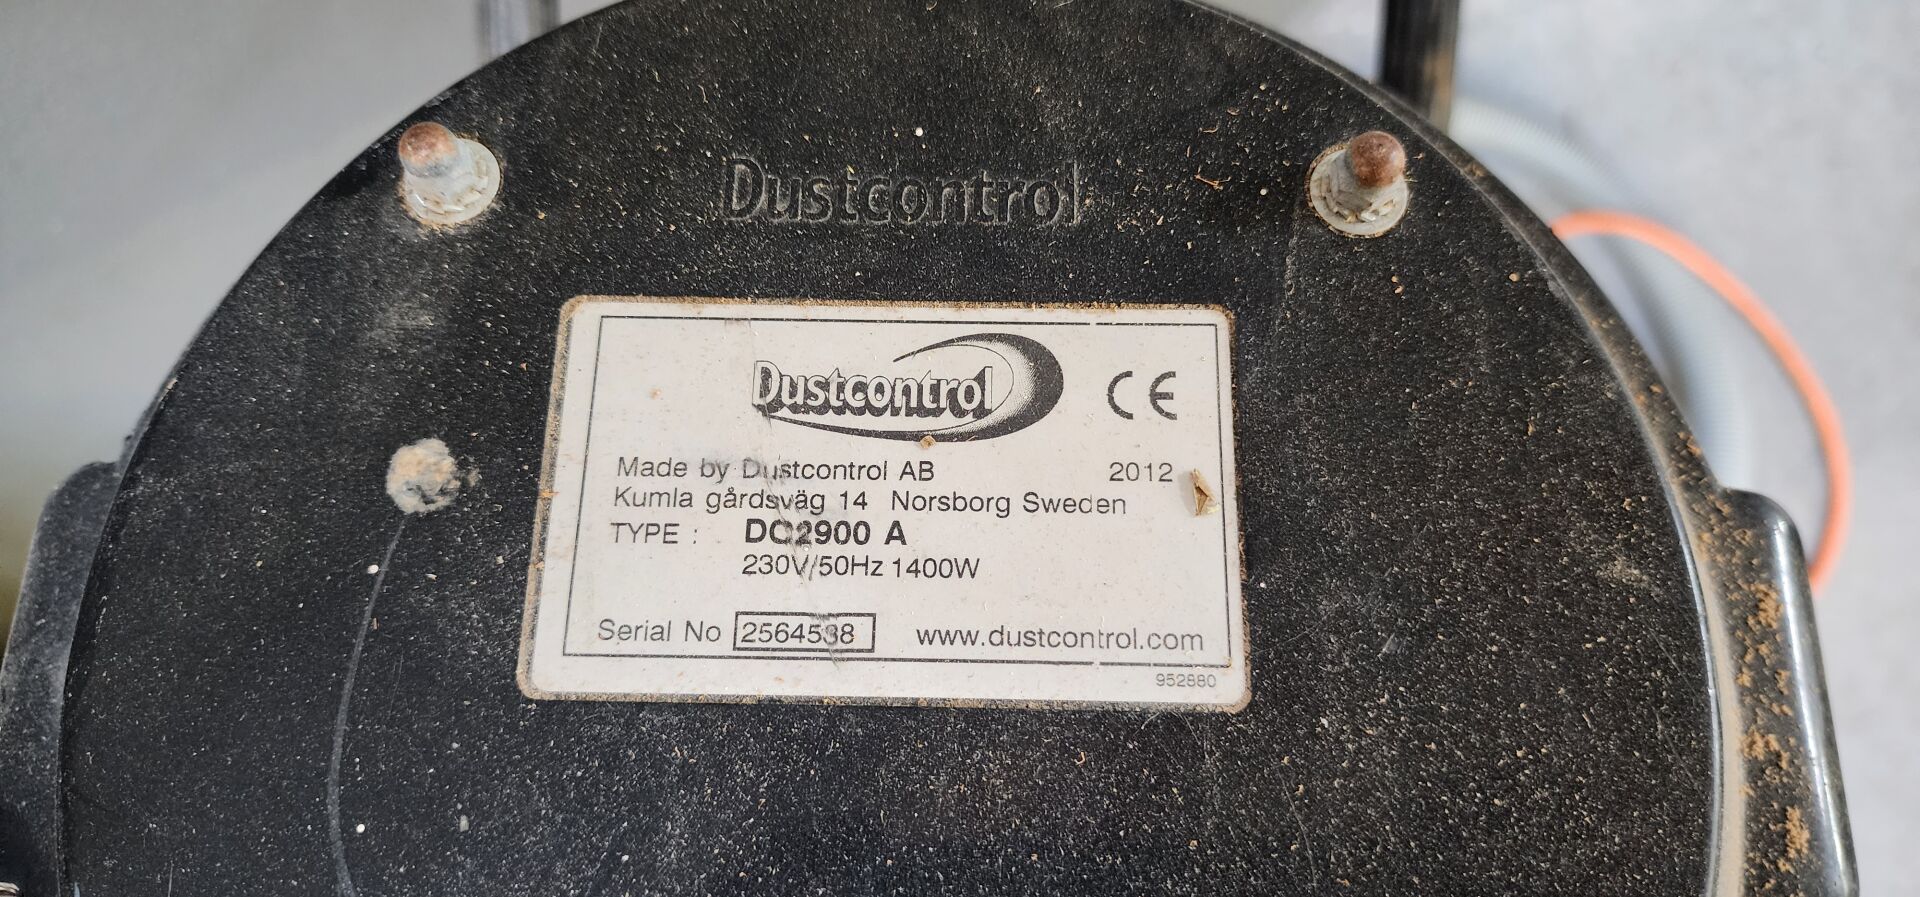 Dustcontrol
Dustcontrol CE
Made by Dustcontrol AB 2012
Kumla gårdsväg 14 Norsborg Sweden
TYPE : DC2900 A
230V/50Hz 1400W
Serial No 2564538 www.dustcontrol.com
952880